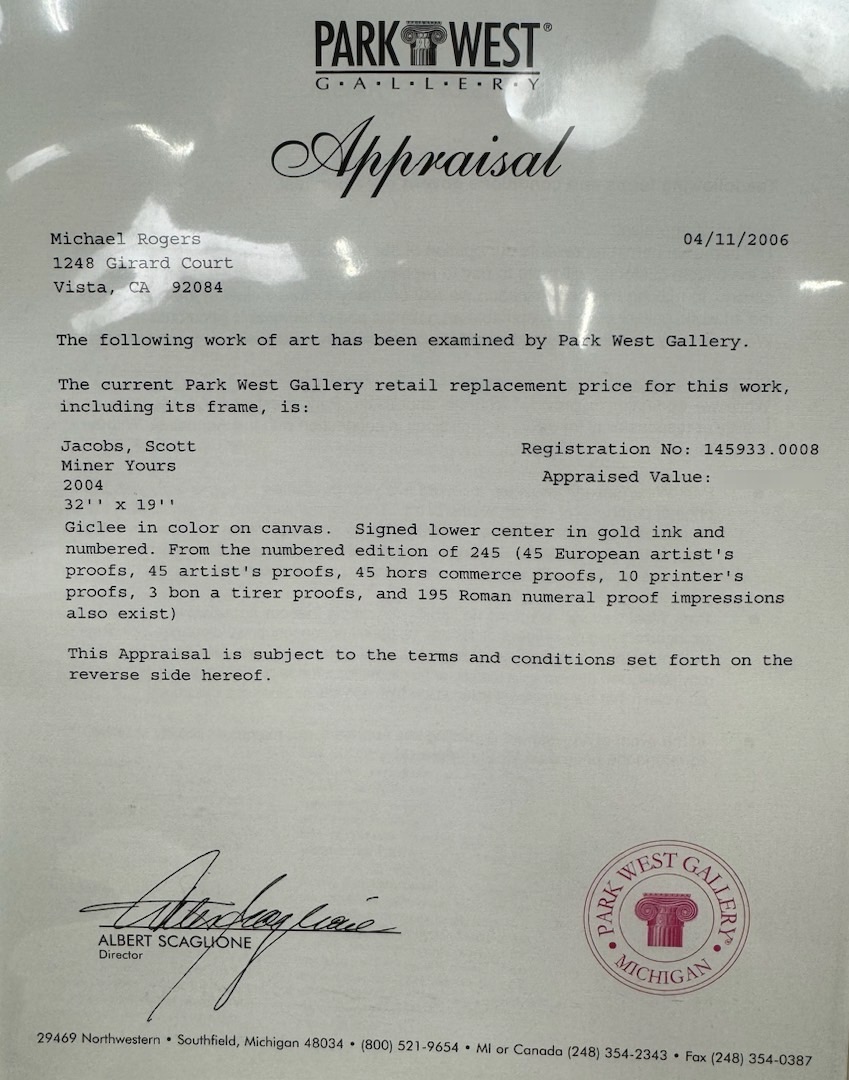 PARK WEST®
G·A·L·L·E·R·Y
Appraisal
Michael Rogers 04/11/2006
1248 Girard Court
Vista, CA 92084
The following work of art has been examined by Park West Gallery.
The current Park West Gallery retail replacement price for this work,
including its frame, is:
Jacobs, Scott Registration No: 145933.0008
Miner Yours Appraised Value:
2004
32'' x 19''
Giclee in color on canvas. Signed lower center in gold ink and
numbered. From the numbered edition of 245 (45 European artist's
proofs, 45 artist's proofs, 45 hors commerce proofs, 10 printer's
proofs, 3 bon a tirer proofs, and 195 Roman numeral proof impressions
also exist)
This Appraisal is subject to the terms and conditions set forth on the
reverse side hereof.
Albert Scaglione
ALBERT SCAGLIONE
Director
PARK WEST GALLERY®
• MICHIGAN •
29469 Northwestern • Southfield, Michigan 48034 • (800) 521-9654 • MI or Canada (248) 354-2343 • Fax (248) 354-0387